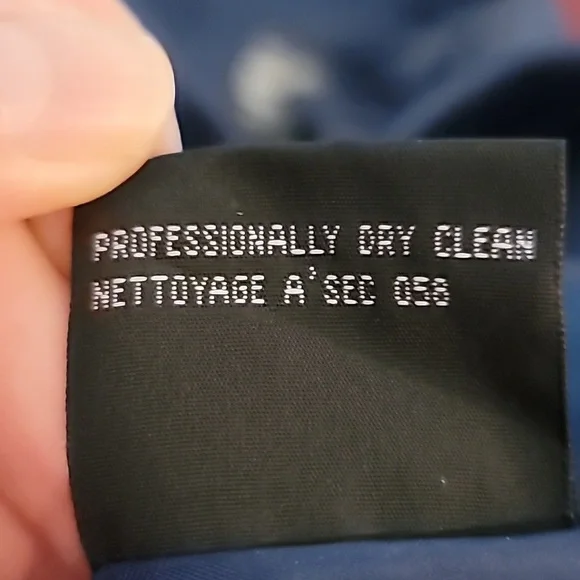 PROFESSIONALLY DRY CLEAN
NETTOYAGE A'SEC 058